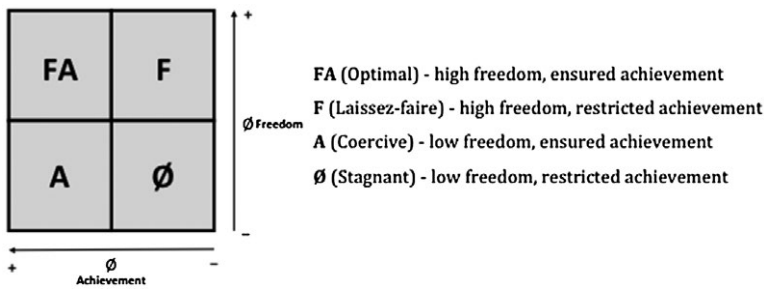 FA F
A Ø
+
Ø Freedom
−
+ Ø −
Achievement
FA (Optimal) - high freedom, ensured achievement
F (Laissez-faire) - high freedom, restricted achievement
A (Coercive) - low freedom, ensured achievement
Ø (Stagnant) - low freedom, restricted achievement